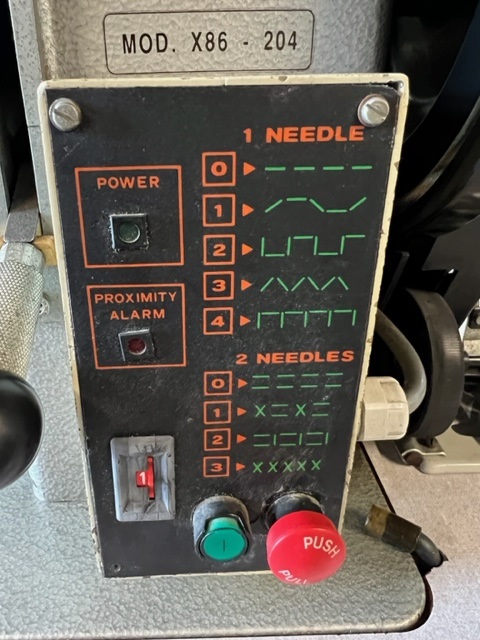 MOD. X86 - 204
1 NEEDLE
POWER
0
1
2
3
4
PROXIMITY
ALARM
2 NEEDLES
0
1
2
3
PUSH
PULL